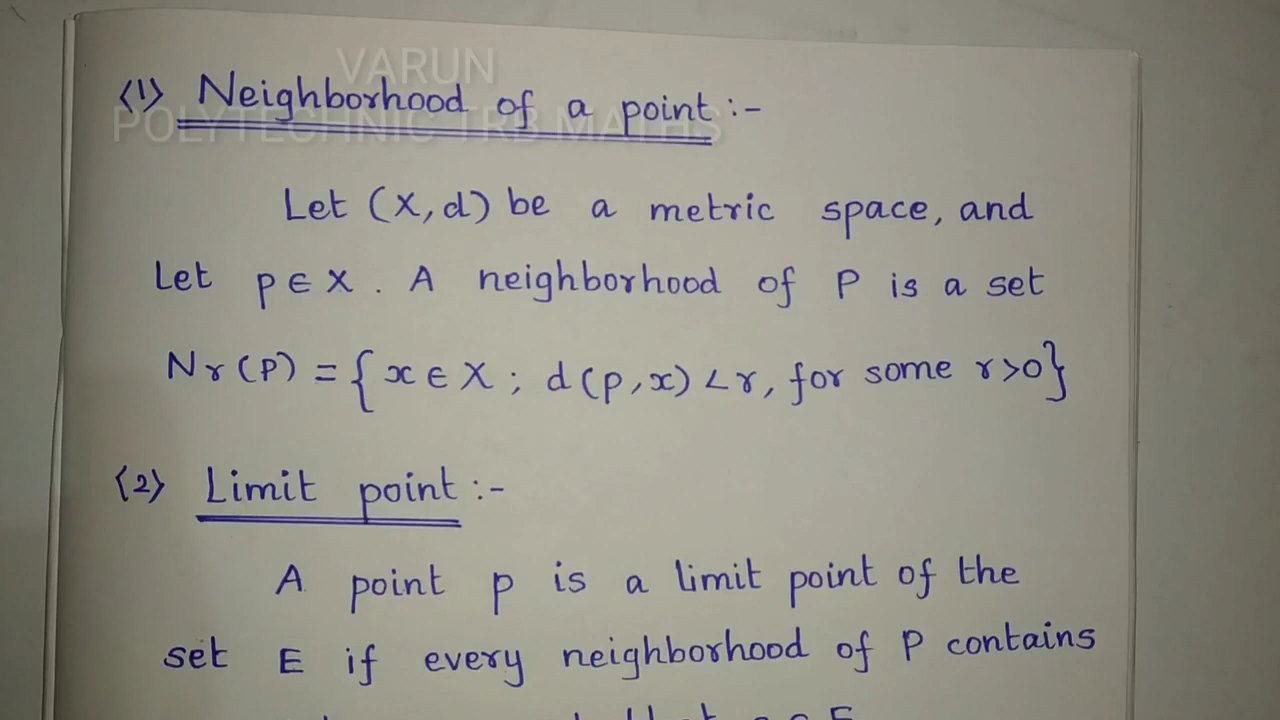 VARUN
POLYTECHNIC TRB MATHS
<1> Neighborhood of a point :-
Let (X,d) be a metric space, and
Let p∈X. A neighborhood of P is a set
Nr(P) = {x∈X ; d(p,x)<r, for some r>0}
<2> Limit point :-
A point p is a limit point of the
set E if every neighborhood of P contains